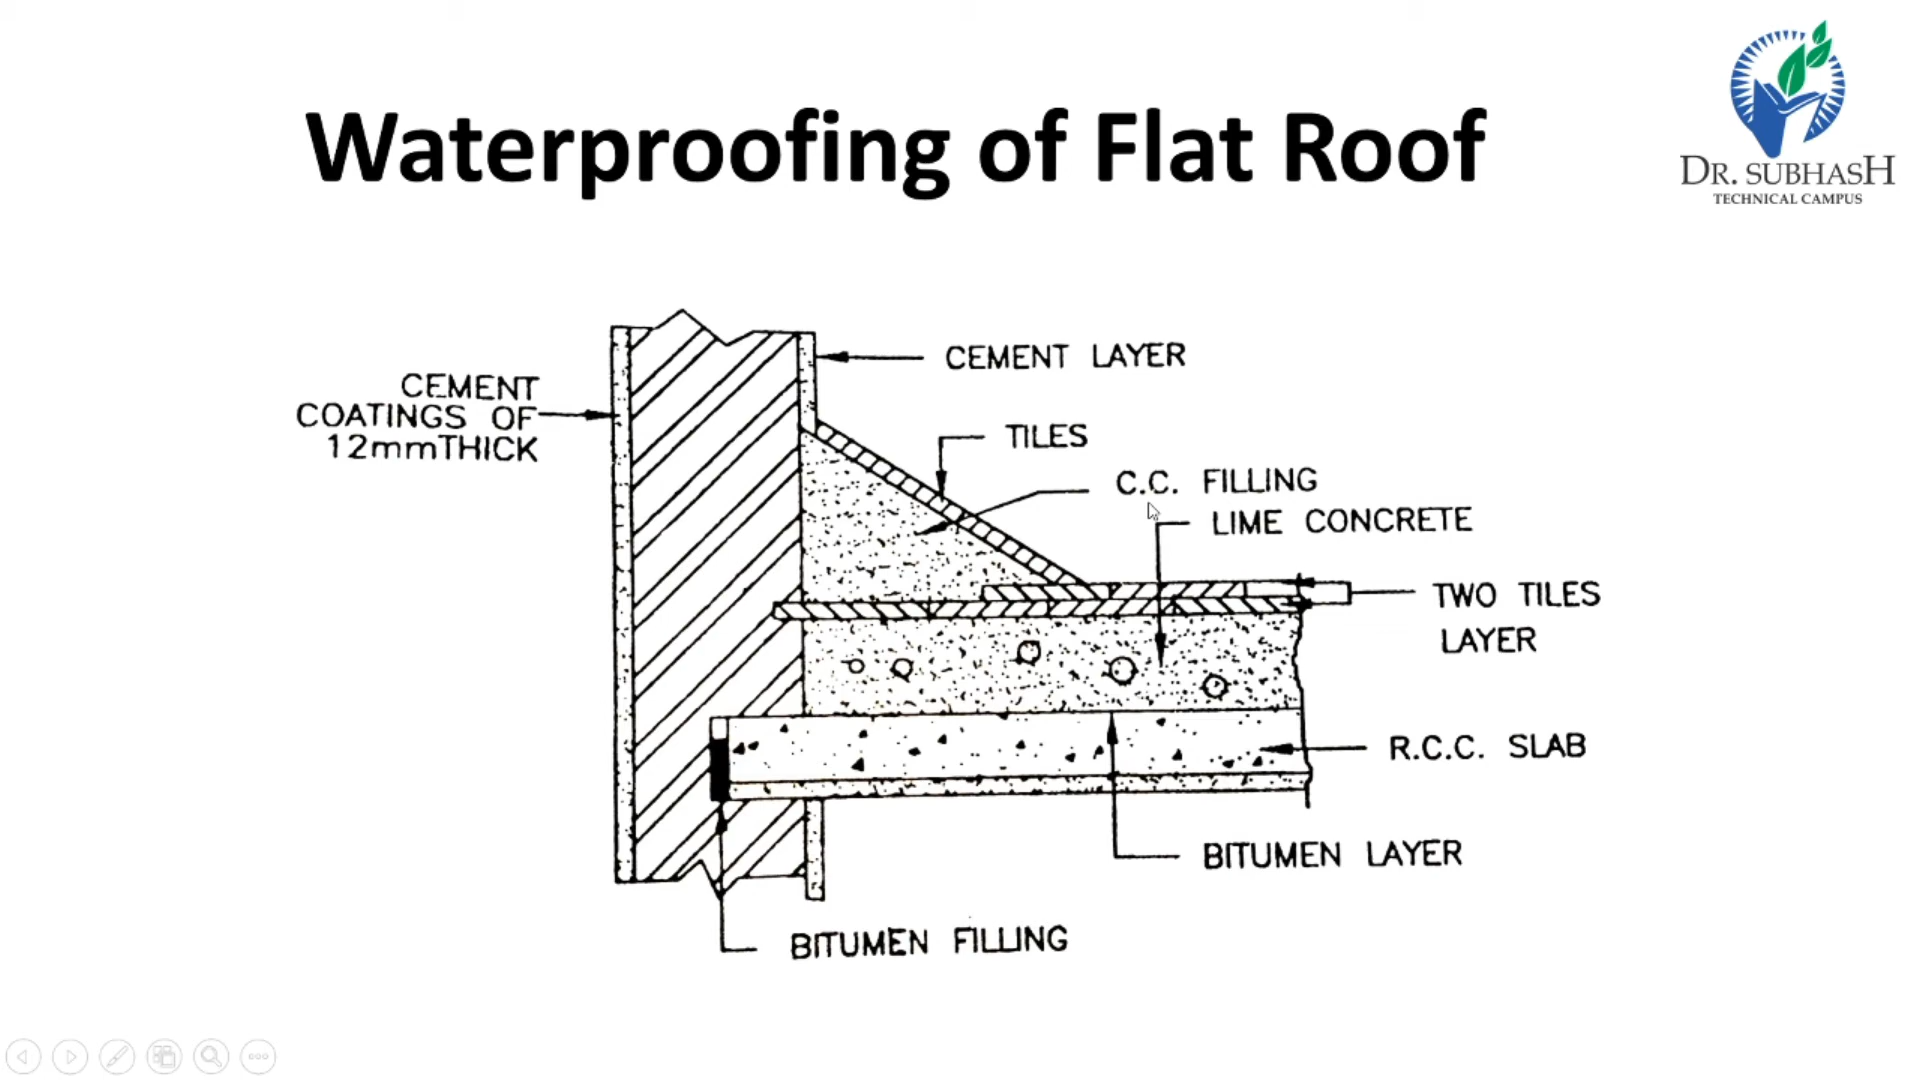 Waterproofing of Flat Roof
DR. SUBHASH
TECHNICAL CAMPUS
CEMENT LAYER
CEMENT
COATINGS OF
12mmTHICK
TILES
C.C. FILLING
LIME CONCRETE
TWO TILES
LAYER
R.C.C. SLAB
BITUMEN LAYER
BITUMEN FILLING